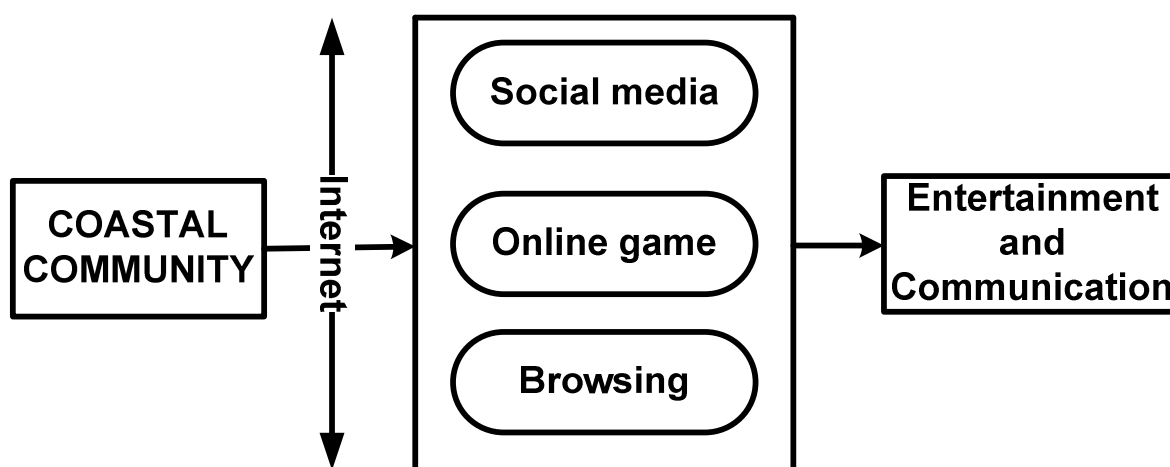 COASTAL
COMMUNITY
Internet
Social media
Online game
Browsing
Entertainment
and
Communication